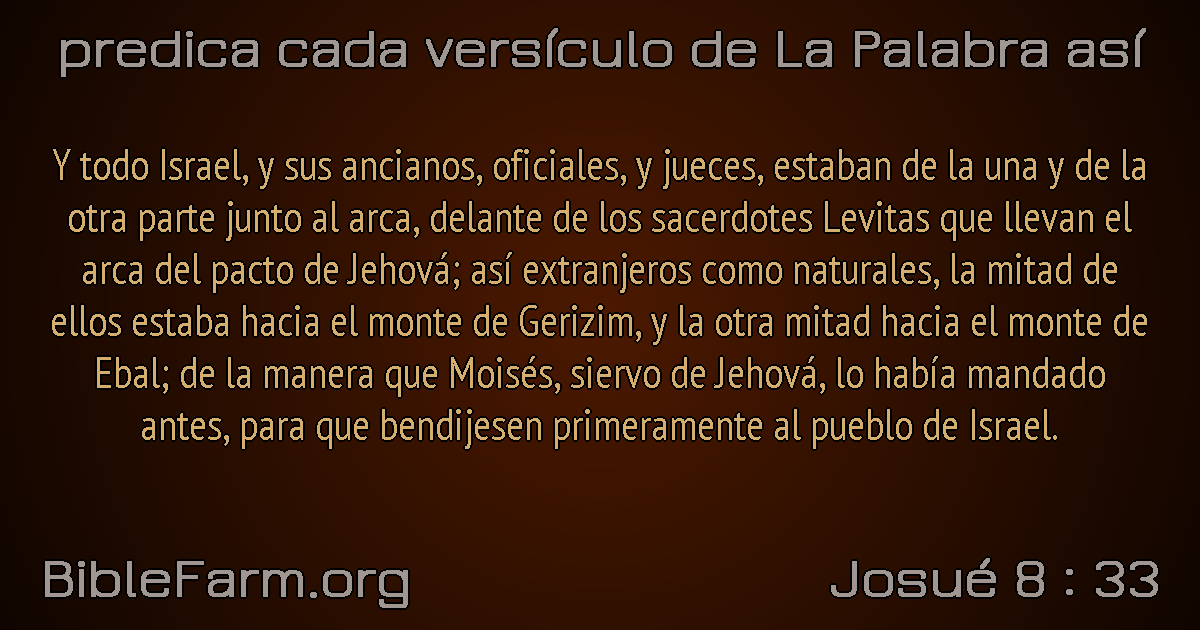 predica cada versículo de La Palabra así
Y todo Israel, y sus ancianos, oficiales, y jueces, estaban de la una y de la
otra parte junto al arca, delante de los sacerdotes Levitas que llevan el
arca del pacto de Jehová; así extranjeros como naturales, la mitad de
ellos estaba hacia el monte de Gerizim, y la otra mitad hacia el monte de
Ebal; de la manera que Moisés, siervo de Jehová, lo había mandado
antes, para que bendijesen primeramente al pueblo de Israel.
BibleFarm.org
Josué 8 : 33